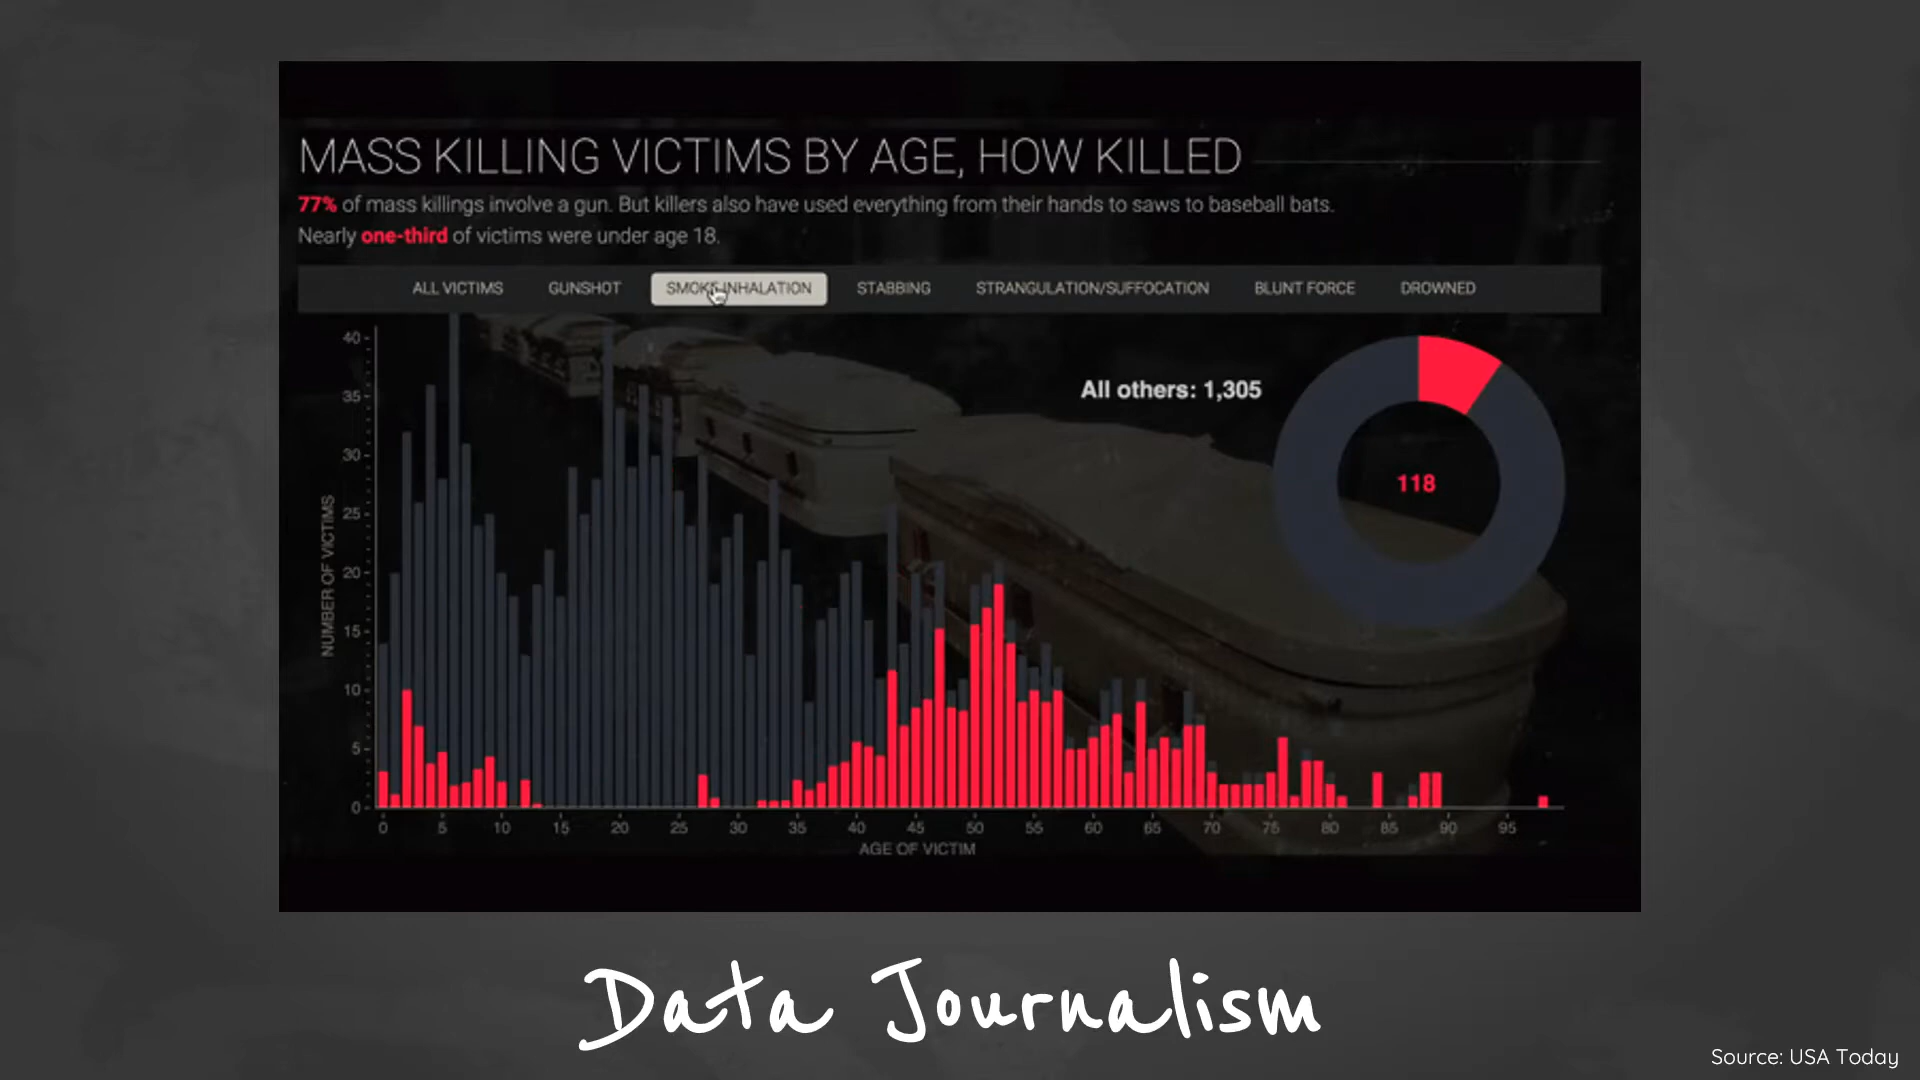 MASS KILLING VICTIMS BY AGE, HOW KILLED
77% of mass killings involve a gun. But killers also have used everything from their hands to saws to baseball bats.
Nearly one-third of victims were under age 18.
ALL VICTIMS GUNSHOT SMOKE INHALATION STABBING STRANGULATION/SUFFOCATION BLUNT FORCE DROWNED
40
35
30
25
20
15
10
5
0
NUMBER OF VICTIMS
All others: 1,305
118
0 5 10 15 20 25 30 35 40 45 50 55 60 65 70 75 80 85 90 95
AGE OF VICTIM
Data Journalism
Source: USA Today